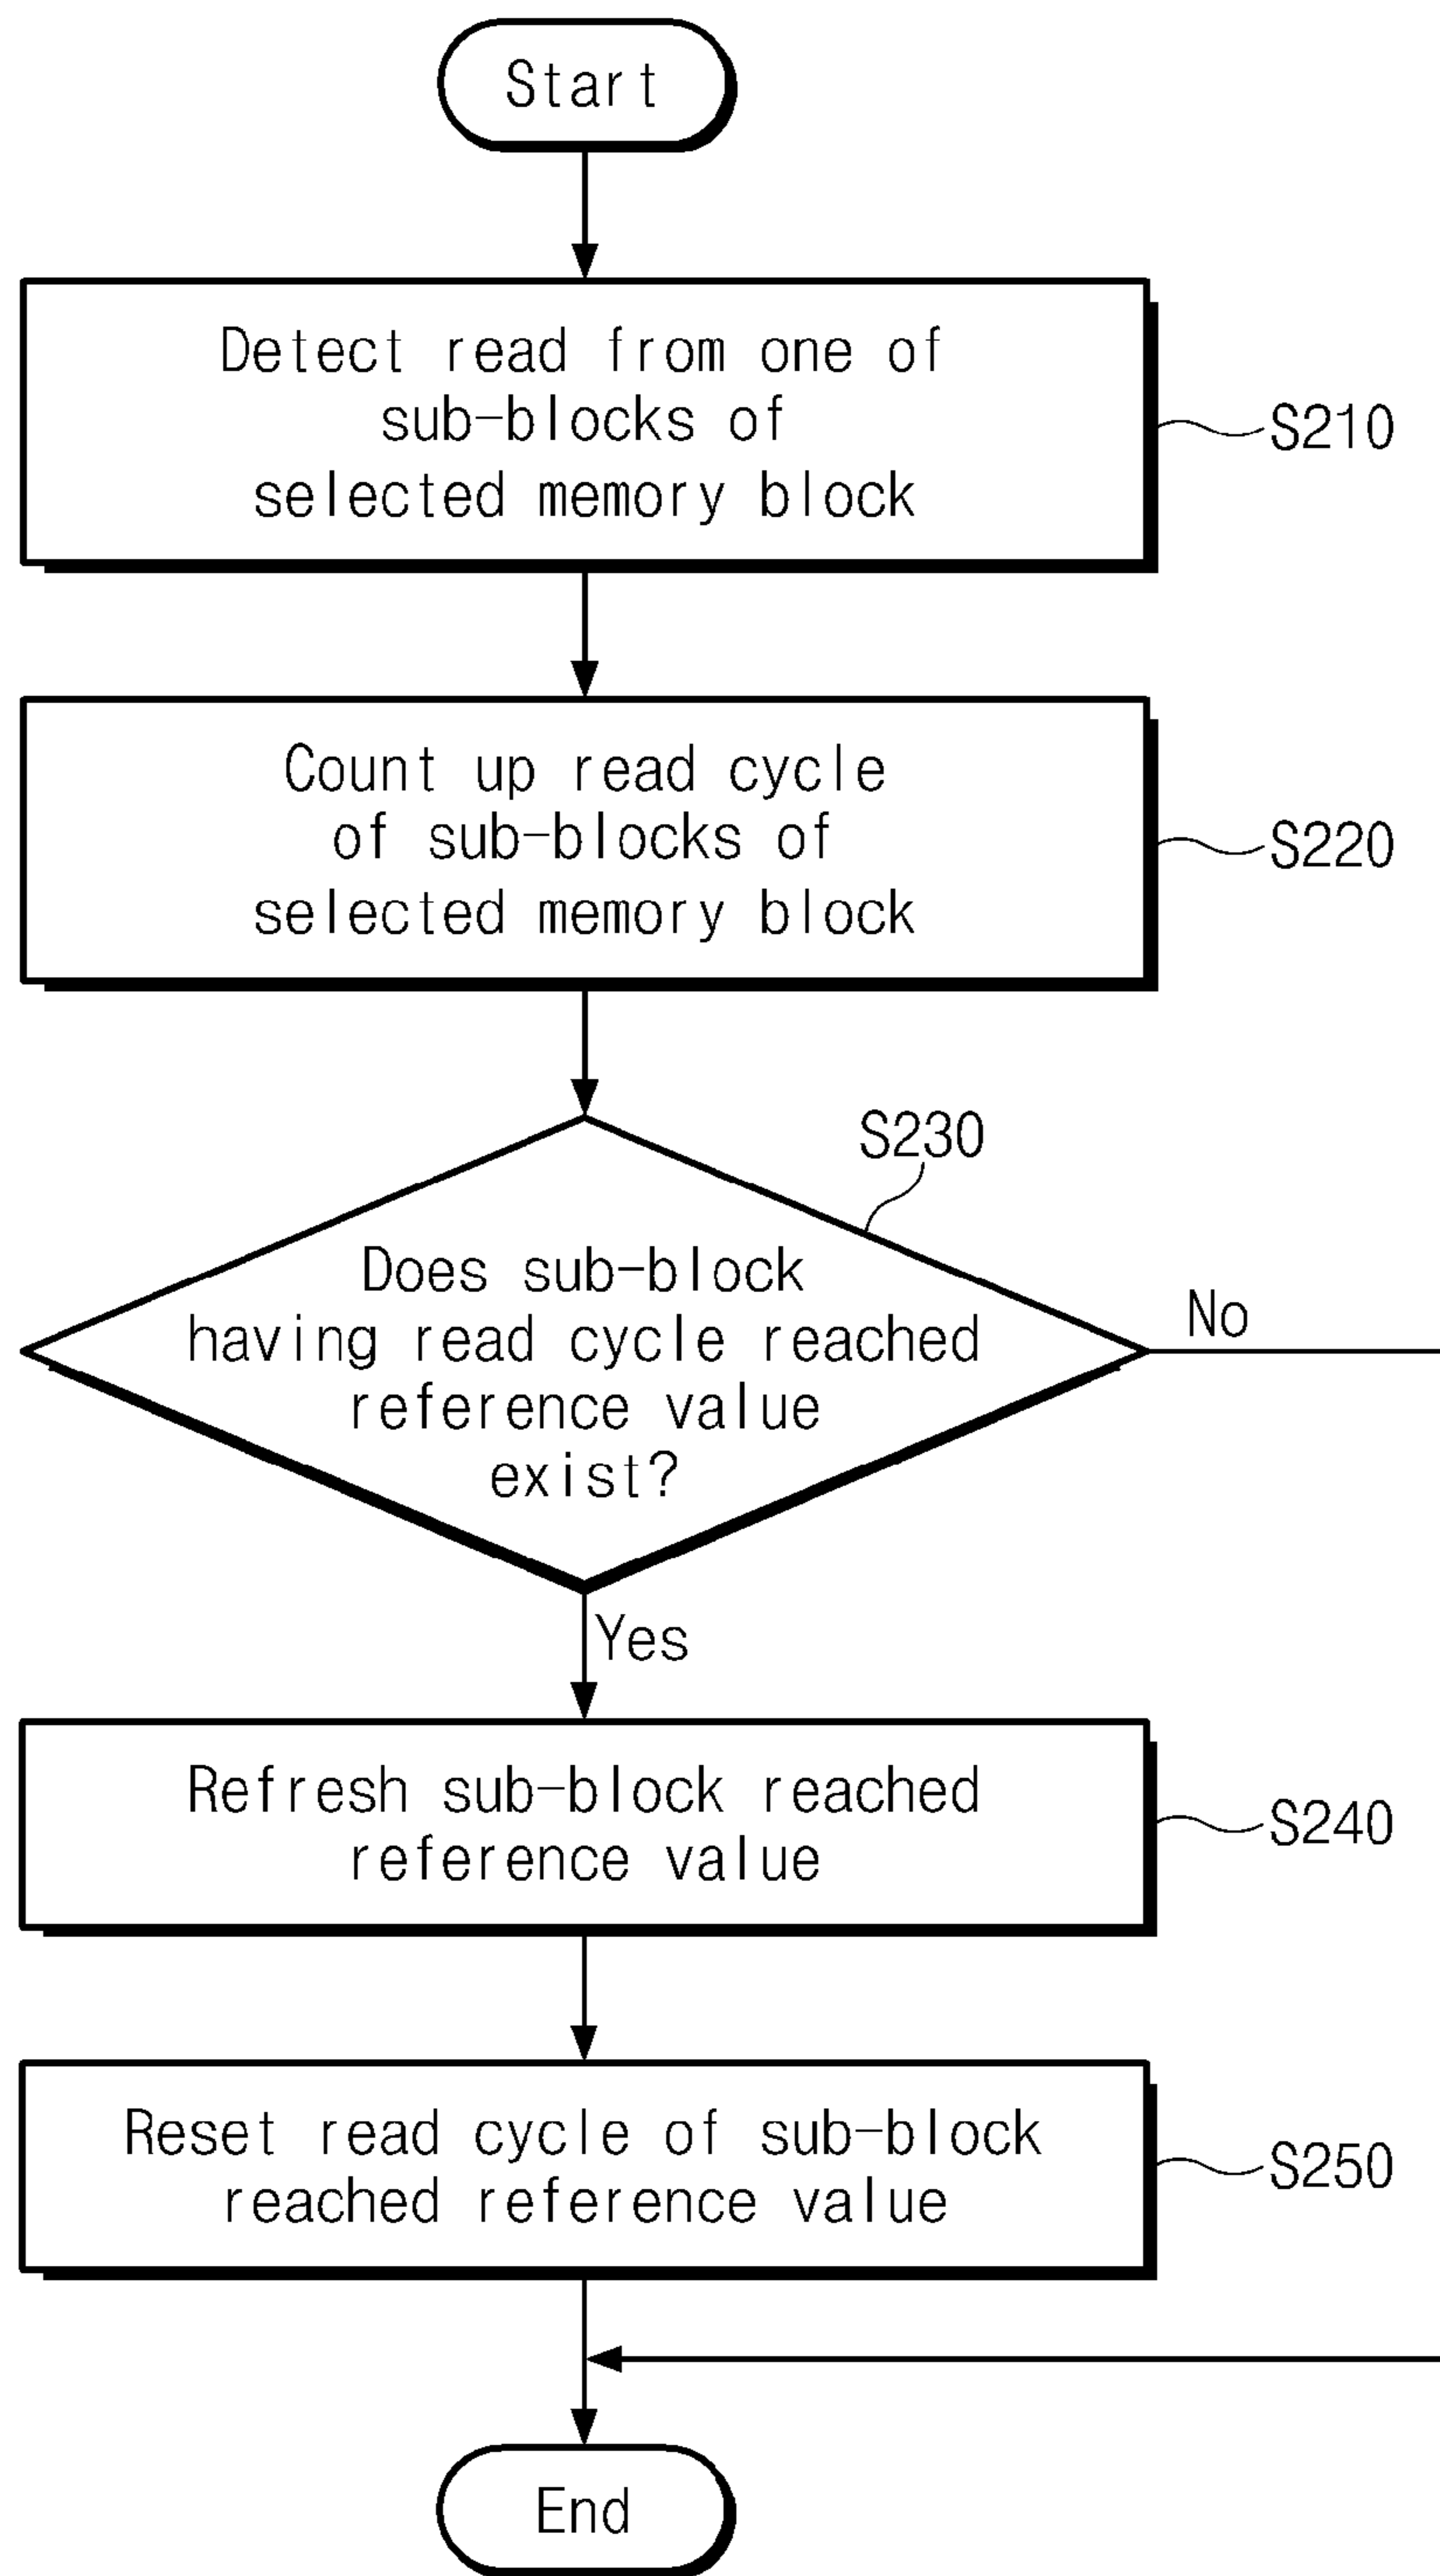 Start
Detect read from one of
sub-blocks of
selected memory block
S210
Count up read cycle
of sub-blocks of
selected memory block
S220
S230
Does sub-block
having read cycle reached
reference value
exist?
No
Yes
Refresh sub-block reached
reference value
S240
Reset read cycle of sub-block
reached reference value
S250
End